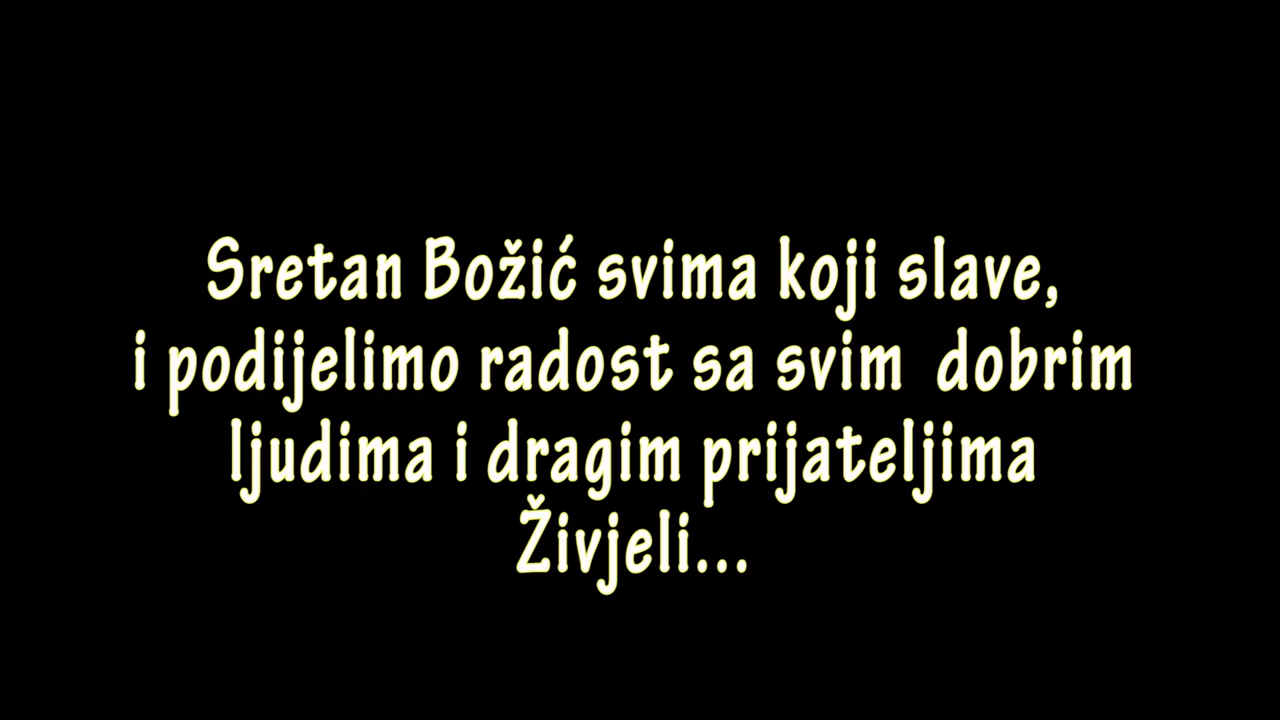 Sretan Božić svima koji slave,
i podijelimo radost sa svim  dobrim
ljudima i dragim prijateljima
Živjeli...